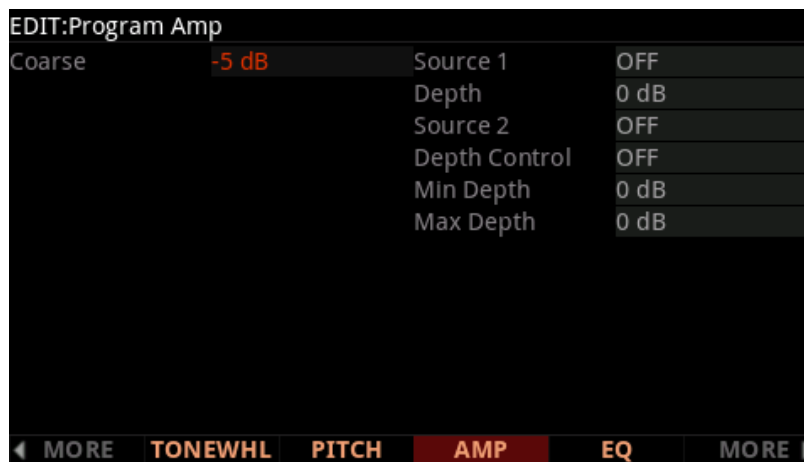 EDIT:Program Amp
Coarse -5 dB Source 1 OFF
Depth 0 dB
Source 2 OFF
Depth Control OFF
Min Depth 0 dB
Max Depth 0 dB
MORE TONEWHL PITCH AMP EQ MORE